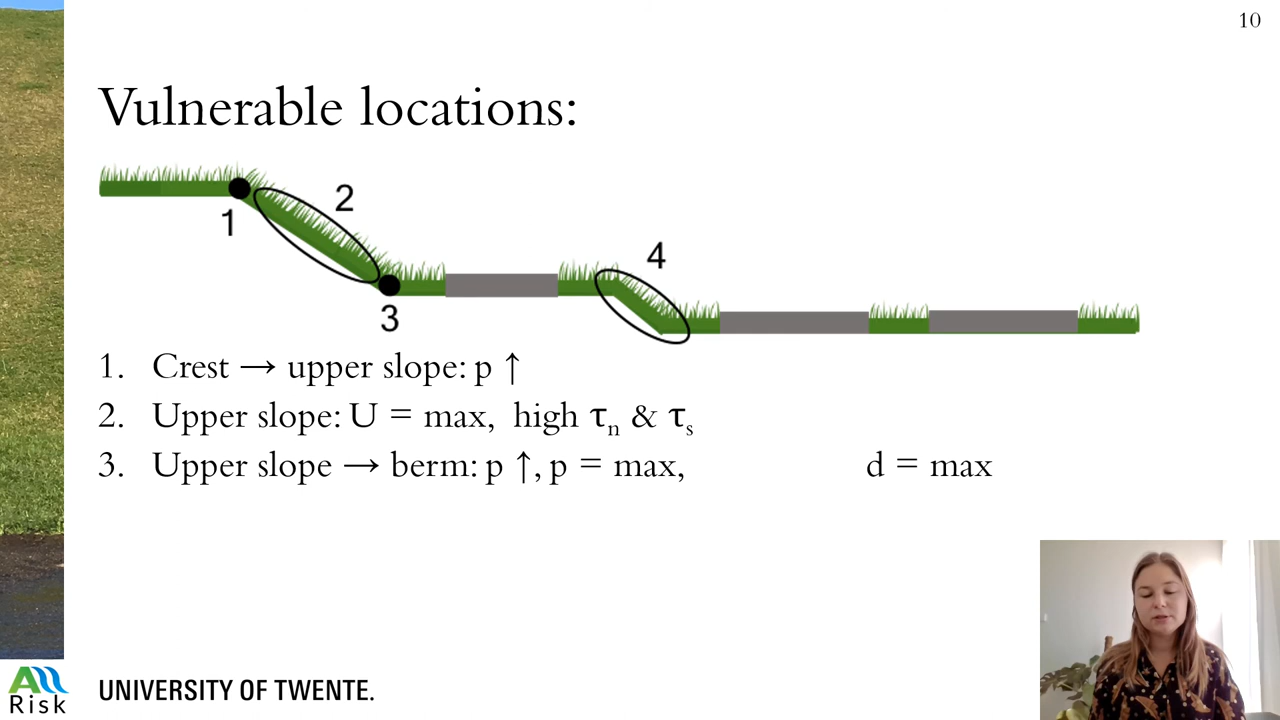 10
Vulnerable locations:
1
2
3
4
1. Crest → upper slope: p ↑
2. Upper slope: U = max, high τn & τs
3. Upper slope → berm: p ↑, p = max, d = max
All Risk
UNIVERSITY OF TWENTE.